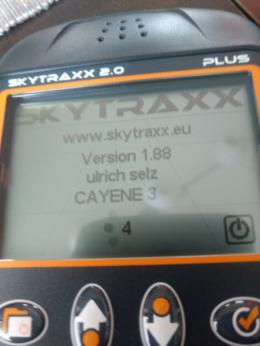 SKYTRAXX 2.0 PLUS
SKYTRAXX
www.skytraxx.eu
Version 1.88
ulrich selz
CAYENE 3
4